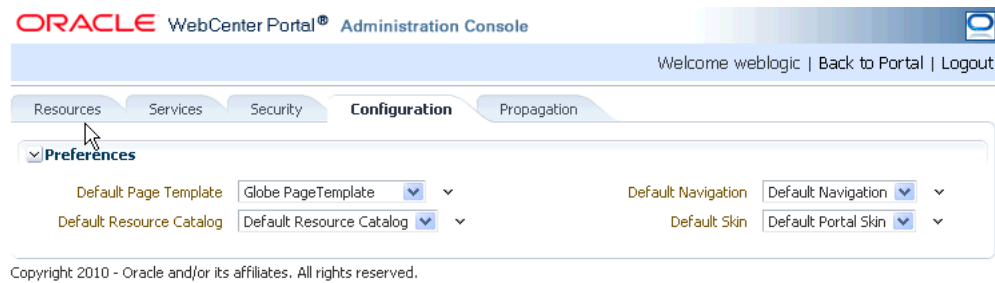 ORACLE WebCenter Portal® Administration Console
Welcome weblogic | Back to Portal | Logout
Resources Services Security Configuration Propagation
Preferences
Default Page Template Globe PageTemplate Default Navigation Default Navigation
Default Resource Catalog Default Resource Catalog Default Skin Default Portal Skin
Copyright 2010 - Oracle and/or its affiliates. All rights reserved.